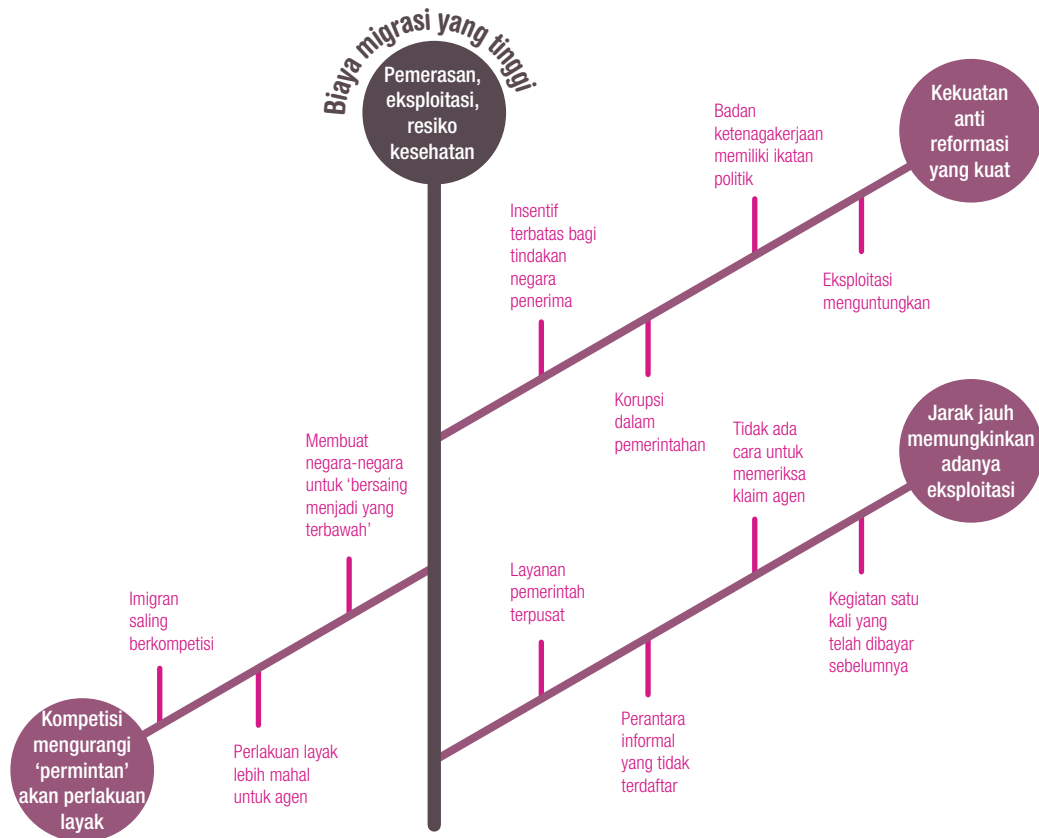 Biaya migrasi yang tinggi
Pemerasan,
eksploitasi,
resiko
kesehatan
Kekuatan
anti
reformasi
yang kuat
Badan
ketenagakerjaan
memiliki ikatan
politik
Insentif
terbatas bagi
tindakan
negara
penerima
Eksploitasi
menguntungkan
Korupsi
dalam
pemerintahan
Jarak jauh
memungkinkan
adanya
eksploitasi
Tidak ada
cara untuk
memeriksa
klaim agen
Membuat
negara-negara
untuk ‘bersaing
menjadi yang
terbawah’
Layanan
pemerintah
terpusat
Kegiatan satu
kali yang
telah dibayar
sebelumnya
Imigran
saling
berkompetisi
Perantara
informal
yang tidak
terdaftar
Kompetisi
mengurangi
‘permintan’
akan perlakuan
layak
Perlakuan layak
lebih mahal
untuk agen